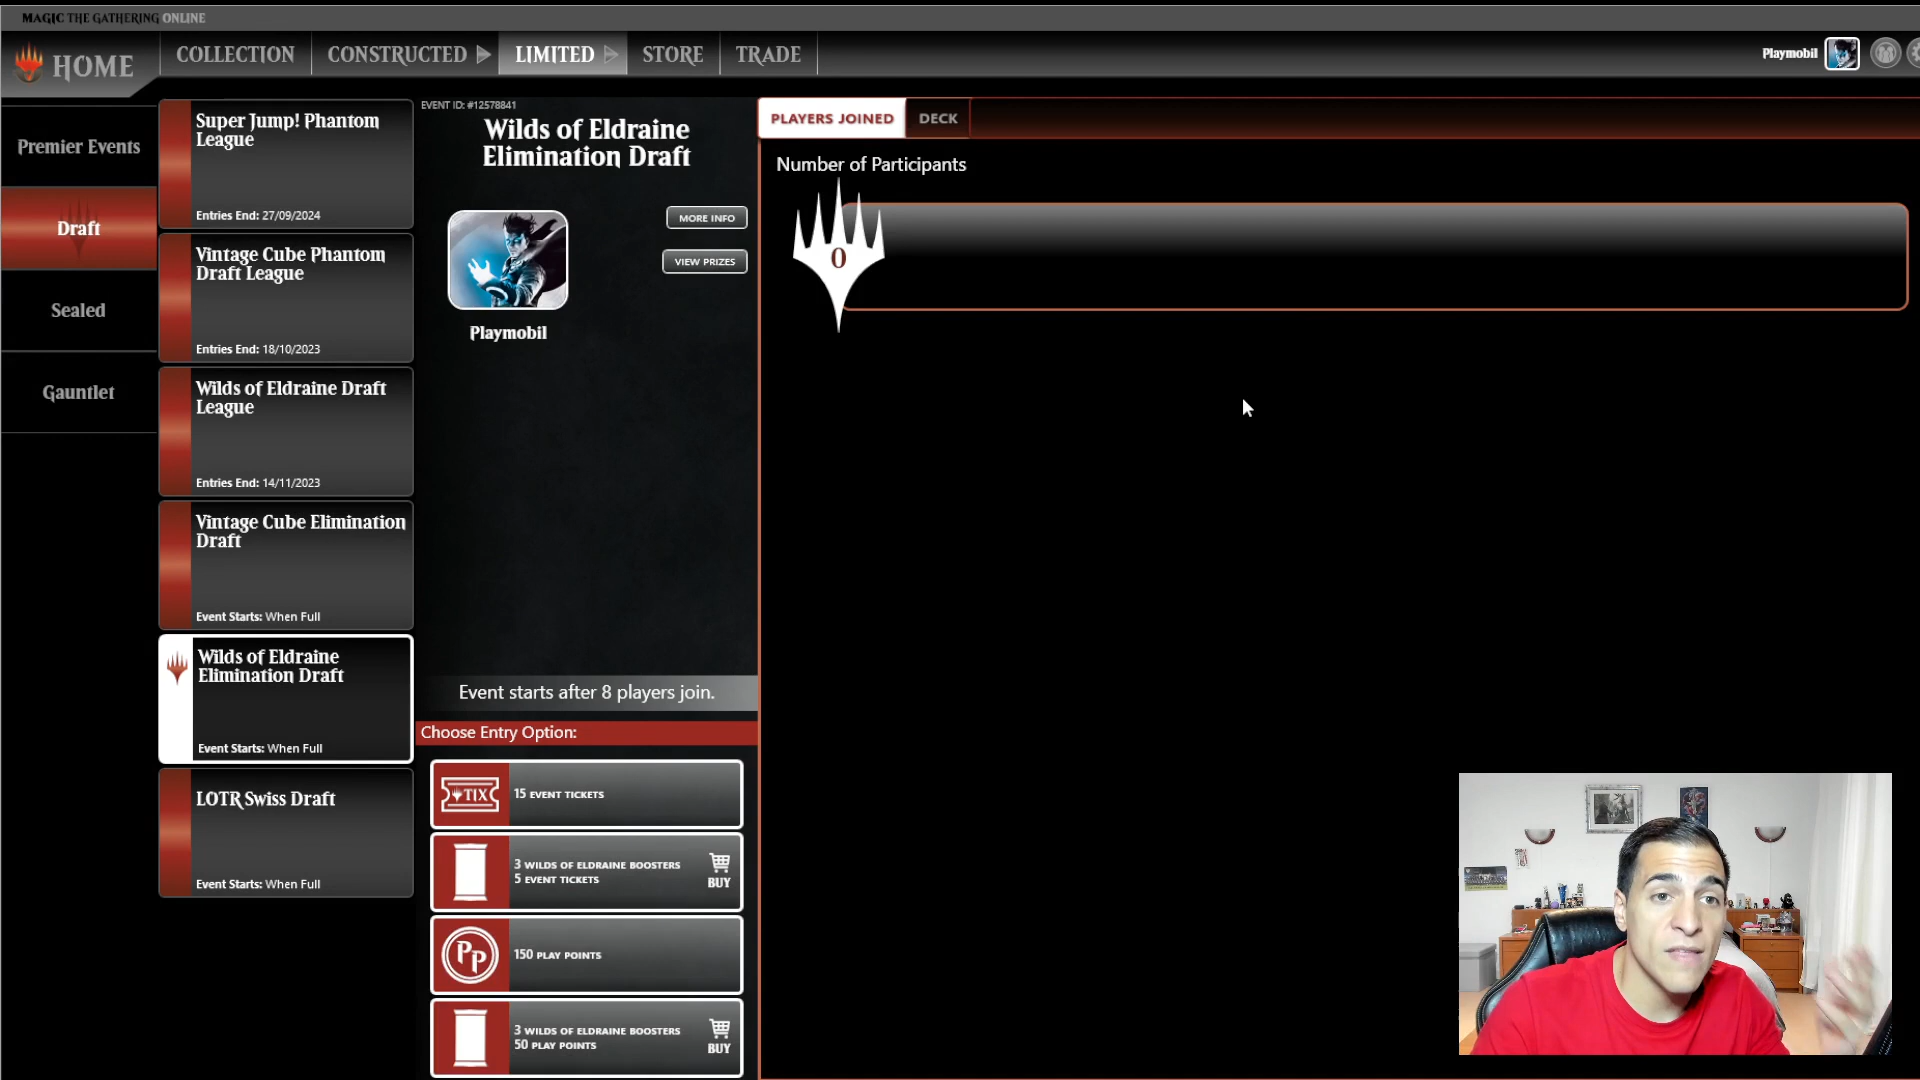 MAGIC THE GATHERING ONLINE
HOME
COLLECTION
CONSTRUCTED
LIMITED
STORE
TRADE
Playmobil
Premier Events
Draft
Sealed
Gauntlet
Super Jump! Phantom
League
Entries End: 27/09/2024
Vintage Cube Phantom
Draft League
Entries End: 18/10/2023
Wilds of Eldraine Draft
League
Entries End: 14/11/2023
Vintage Cube Elimination
Draft
Event Starts: When Full
Wilds of Eldraine
Elimination Draft
Event Starts: When Full
LOTR Swiss Draft
Event Starts: When Full
EVENT ID: #12578841
Wilds of Eldraine
Elimination Draft
MORE INFO
VIEW PRIZES
Playmobil
Event starts after 8 players join.
Choose Entry Option:
TIX
15 EVENT TICKETS
3 WILDS OF ELDRAINE BOOSTERS
5 EVENT TICKETS
BUY
PP
150 PLAY POINTS
3 WILDS OF ELDRAINE BOOSTERS
50 PLAY POINTS
BUY
PLAYERS JOINED
DECK
Number of Participants
0